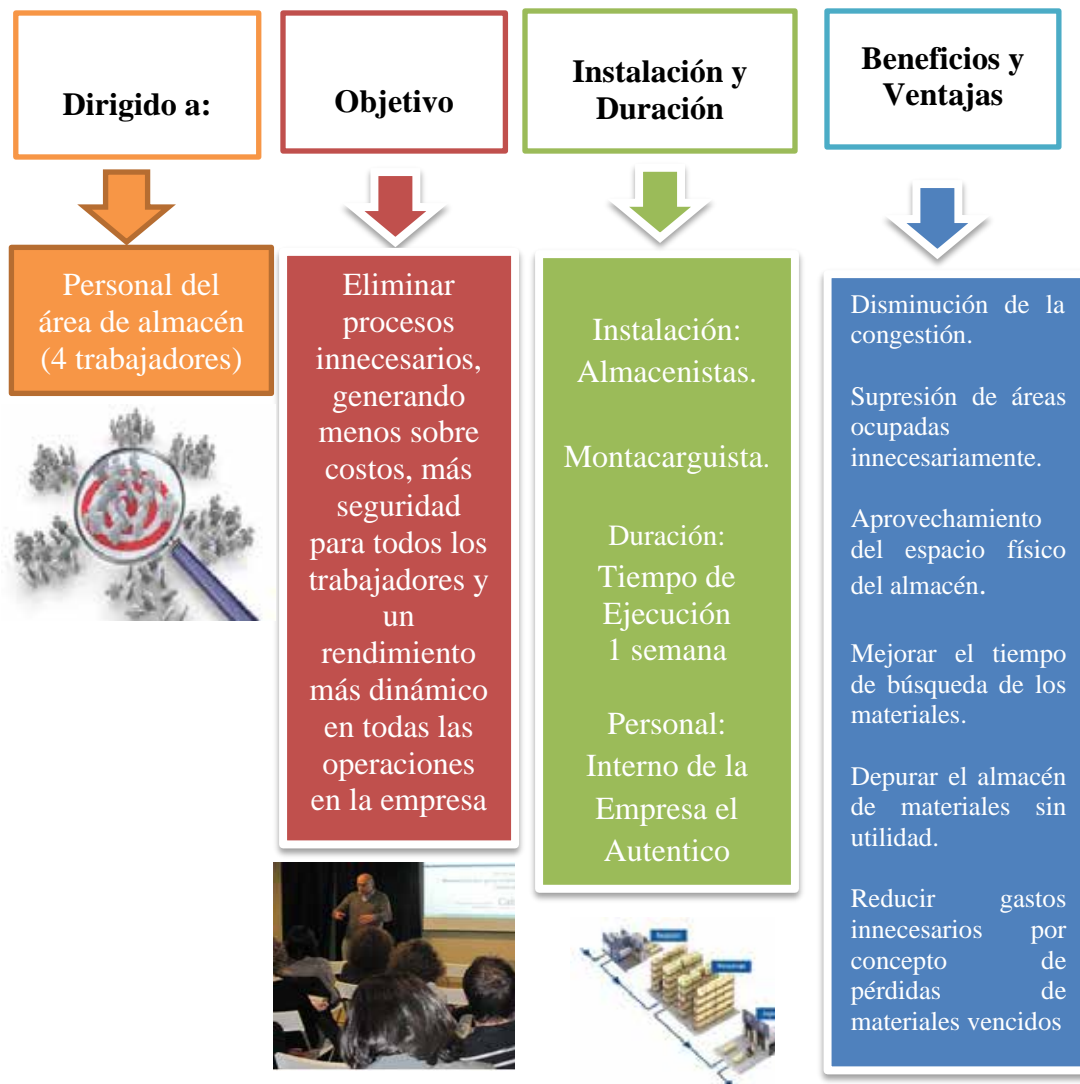 Dirigido a:
Objetivo
Instalación y
Duración
Beneficios y
Ventajas
Personal del
área de almacén
(4 trabajadores)
Eliminar
procesos
innecesarios,
generando
menos sobre
costos, más
seguridad
para todos los
trabajadores y
un
rendimiento
más dinámico
en todas las
operaciones
en la empresa
Instalación:
Almacenistas.
Montacarguista.
Duración:
Tiempo de
Ejecución
1 semana
Personal:
Interno de la
Empresa el
Autentico
Disminución de la
congestión.
Supresión de áreas
ocupadas
innecesariamente.
Aprovechamiento
del espacio físico
del almacén.
Mejorar el tiempo
de búsqueda de los
materiales.
Depurar el almacén
de materiales sin
utilidad.
Reducir gastos
innecesarios por
concepto de
pérdidas de
materiales vencidos